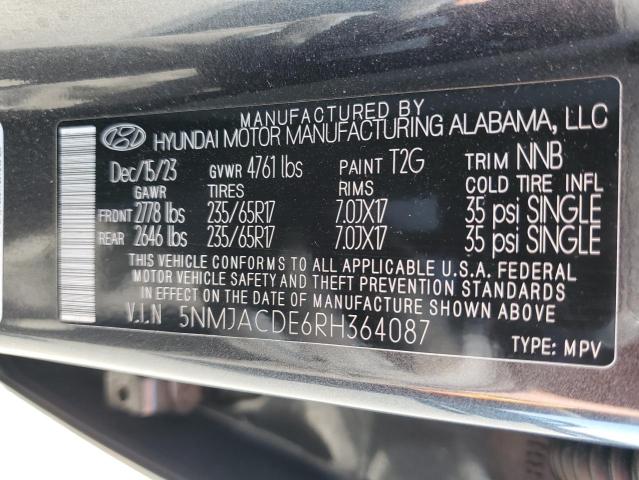 MANUFACTURED BY
HYUNDAI MOTOR MANUFACTURING ALABAMA, LLC
Dec/15/23 GVWR 4761 lbs PAINT T2G TRIM NNB
GAWR TIRES RIMS COLD TIRE INFL
FRONT 2778 lbs 235/65R17 7.0JX17 35 psi SINGLE
REAR 2646 lbs 235/65R17 7.0JX17 35 psi SINGLE
THIS VEHICLE CONFORMS TO ALL APPLICABLE U.S.A. FEDERAL
MOTOR VEHICLE SAFETY AND THEFT PREVENTION STANDARDS
IN EFFECT ON THE DATE OF MANUFACTURE SHOWN ABOVE
V.I.N 5NMJACDE6RH364087
TYPE: MPV